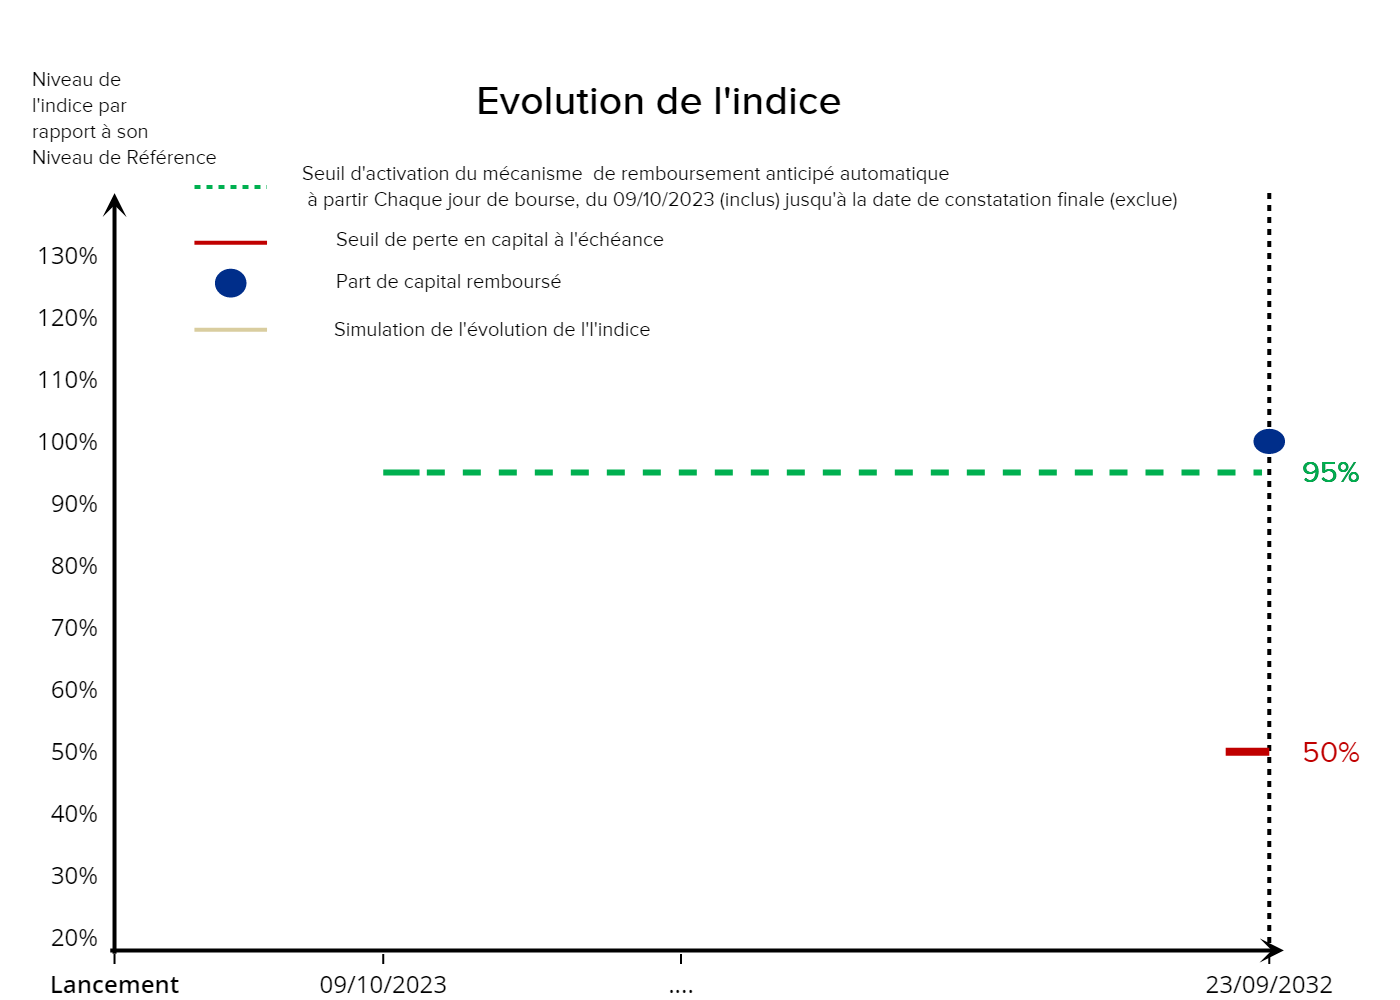 Niveau de
l'indice par
rapport à son
Niveau de Référence
Evolution de l'indice
Seuil d'activation du mécanisme  de remboursement anticipé automatique
à partir Chaque jour de bourse, du 09/10/2023 (inclus) jusqu'à la date de constatation finale (exclue)
Seuil de perte en capital à l'échéance
Part de capital remboursé
Simulation de l'évolution de l'l'indice
130%
120%
110%
100%
90%
80%
70%
60%
50%
40%
30%
20%
95%
50%
Lancement
09/10/2023
....
23/09/2032